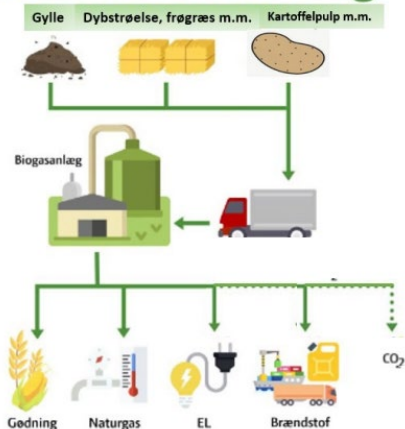 Gylle Dybstrøelse, frøgræs m.m. Kartoffelpulp m.m.
Biogasanlæg
CO2
Gødning Naturgas EL Brændstof